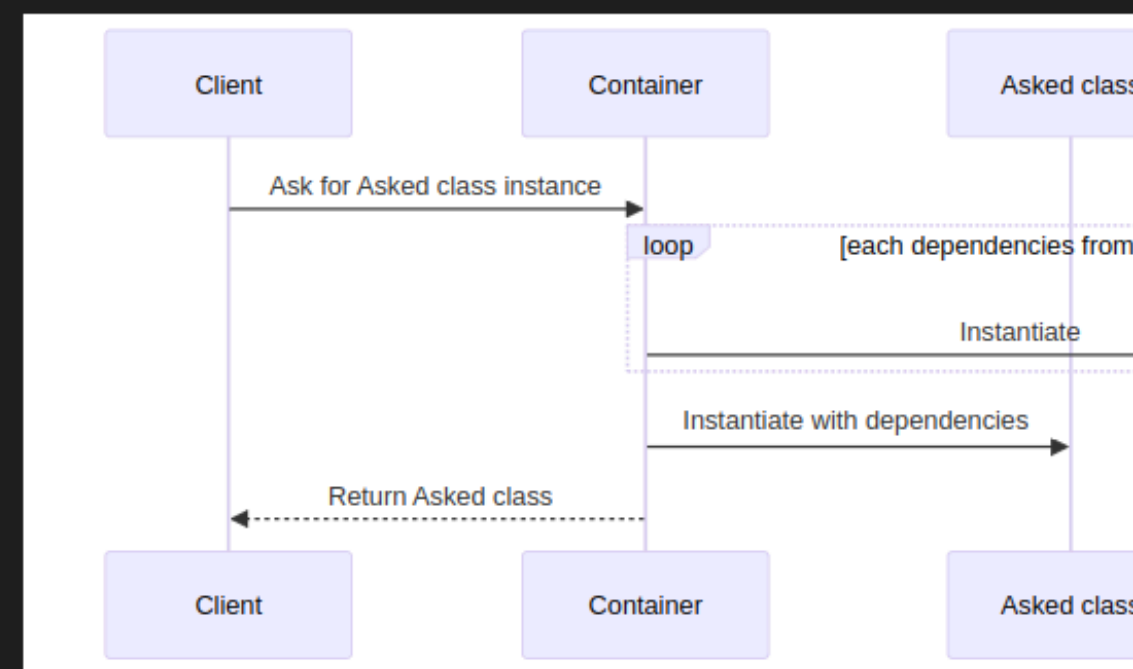 Client
Container
Asked class
Ask for Asked class instance
loop
[each dependencies from
Instantiate
Instantiate with dependencies
Return Asked class
Client
Container
Asked class